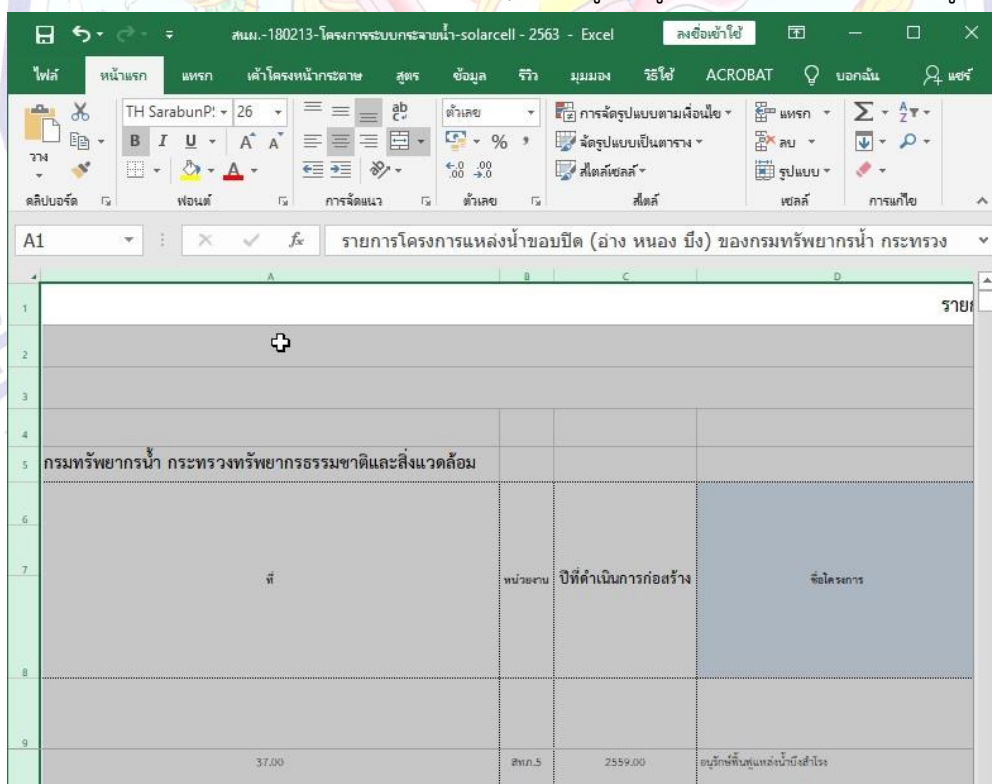 สนม.-180213-โครงการระบบกระจายน้ำ-solarcell - 2563 - Excel ลงชื่อเข้าใช้
ไฟล์ หน้าแรก แทรก เค้าโครงหน้ากระดาษ สูตร ข้อมูล รีวิว มุมมอง วิธีใช้ ACROBAT บอกฉัน แชร์
TH SarabunP! 26 ab ตัวเลข การจัดรูปแบบตามเงื่อนไข แทรก
B I U A A % จัดรูปแบบเป็นตาราง ลบ
วาง สไตล์เซลล์ รูปแบบ
คลิปบอร์ด ฟอนต์ การจัดแนว ตัวเลข สไตล์ เซลล์ การแก้ไข
A1 fx รายการโครงการแหล่งน้ำขอบปิด (อ่าง หนอง บึง) ของกรมทรัพยากรน้ำ กระทรวง
A B C D
1 รายก
2
3
4
5 กรมทรัพยากรน้ำ กระทรวงทรัพยากรธรรมชาติและสิ่งแวดล้อม
6
7 ที่ หน่วยงาน ปีที่ดำเนินการก่อสร้าง ชื่อโครงการ
8
9
37.00 สทภ.5 2559.00 อนุรักษ์ฟื้นฟูแหล่งน้ำบึงสำโรง